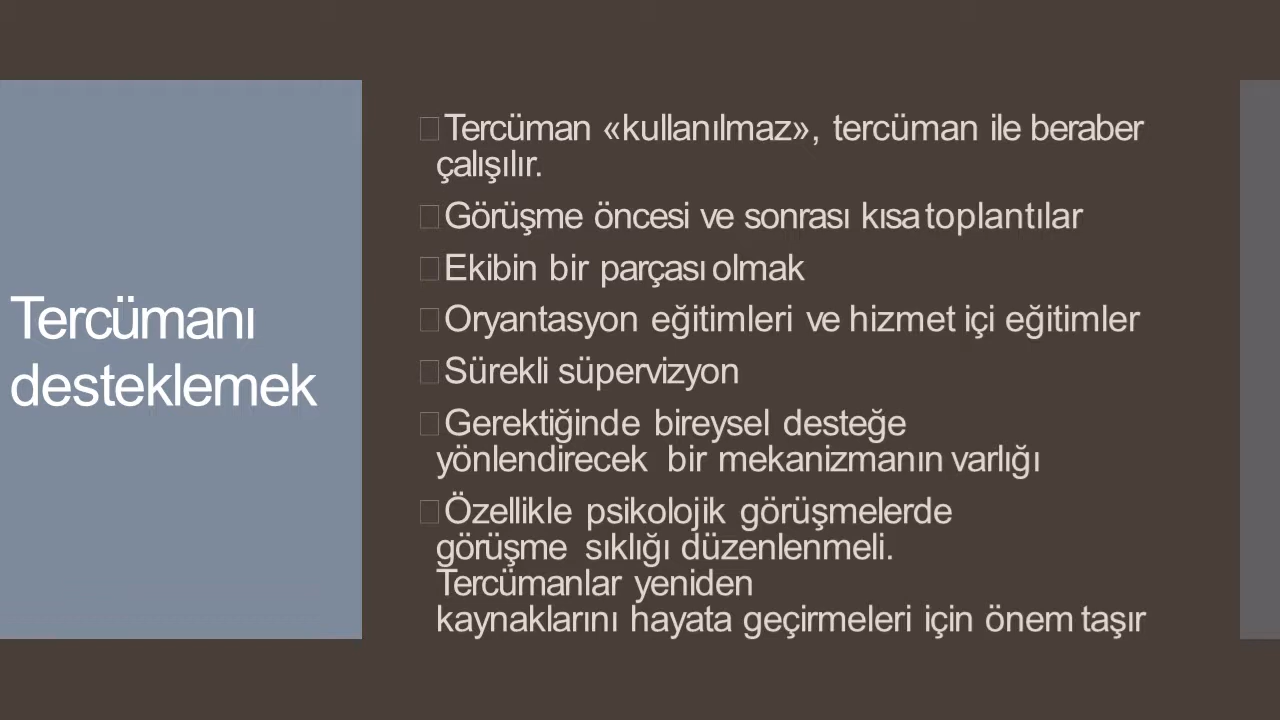 Tercümanı
desteklemek
Tercüman «kullanılmaz», tercüman ile beraber
çalışılır.
Görüşme öncesi ve sonrası kısa toplantılar
Ekibin bir parçası olmak
Oryantasyon eğitimleri ve hizmet içi eğitimler
Sürekli süpervizyon
Gerektiğinde bireysel desteğe
yönlendirecek bir mekanizmanın varlığı
Özellikle psikolojik görüşmelerde
görüşme sıklığı düzenlenmeli.
Tercümanlar yeniden
kaynaklarını hayata geçirmeleri için önem taşır